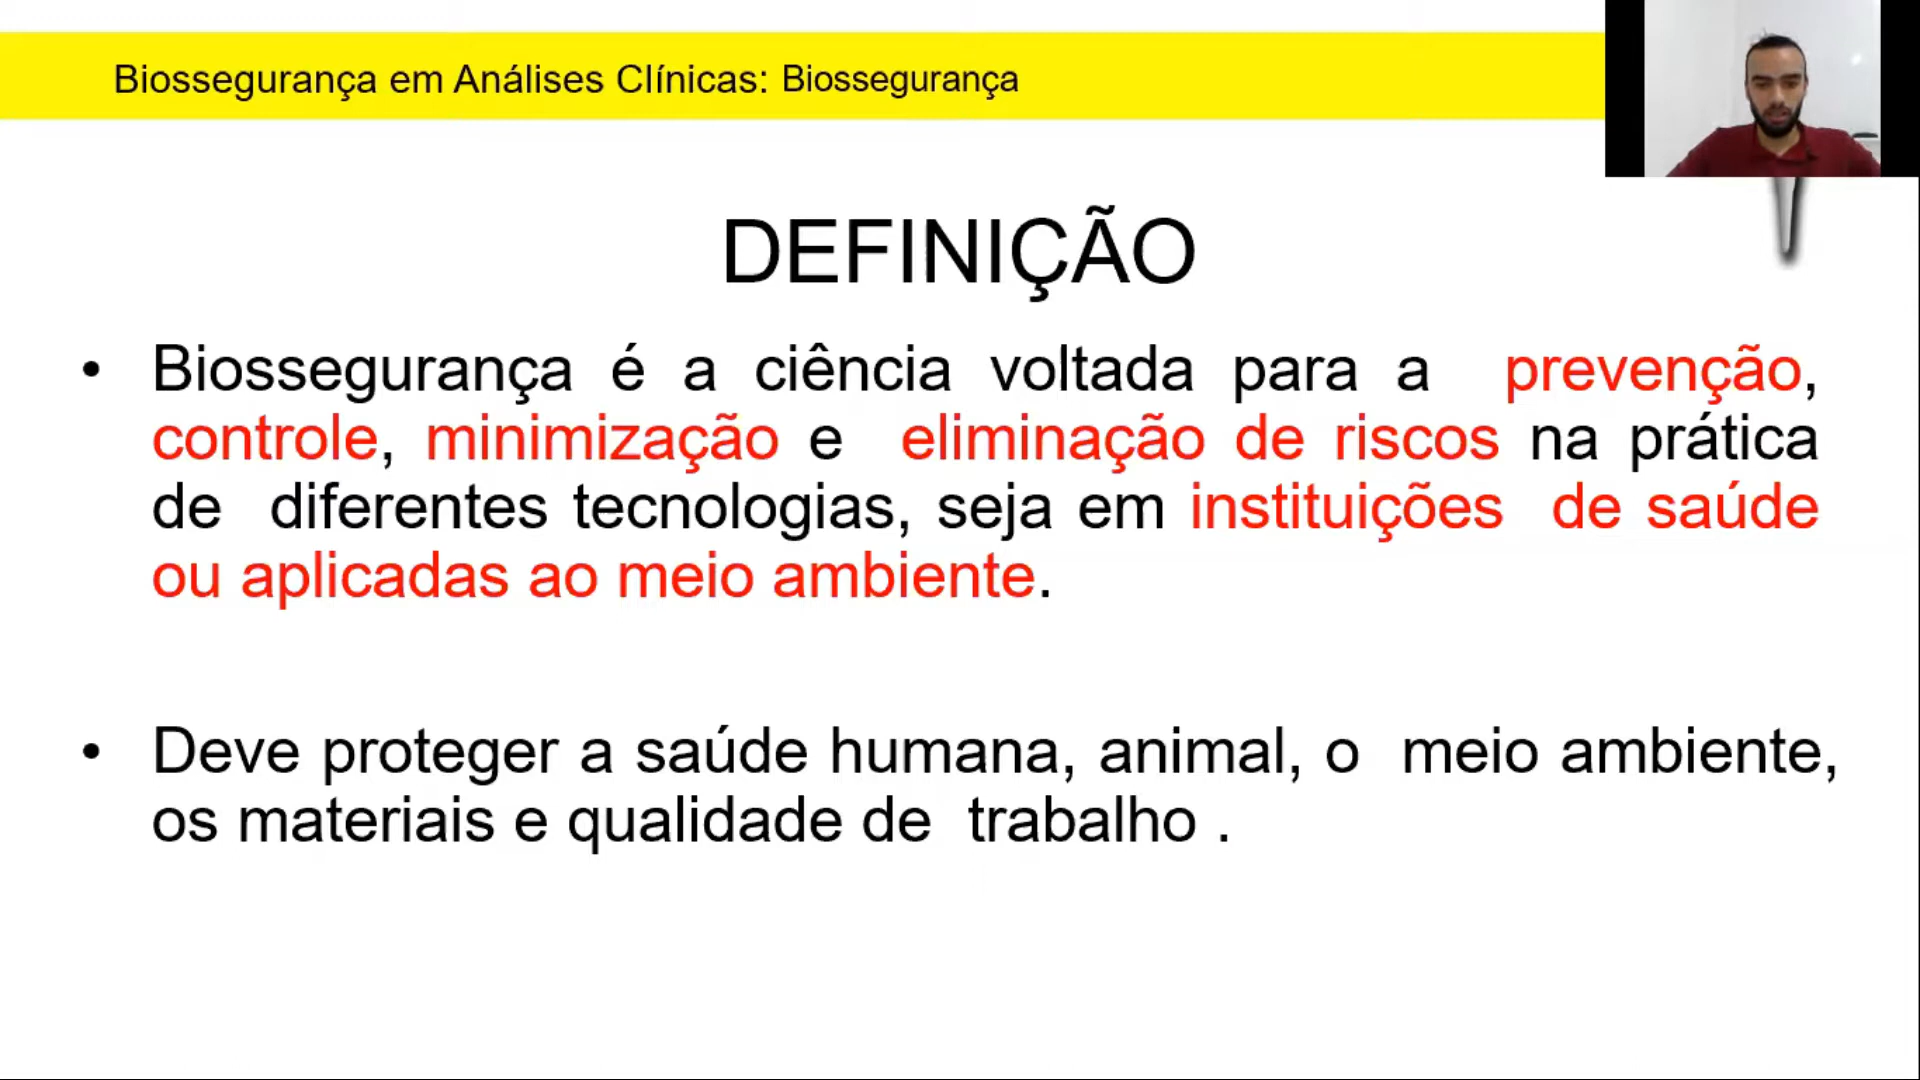 Biossegurança em Análises Clínicas: Biossegurança
DEFINIÇÃO
• Biossegurança é a ciência voltada para a prevenção,
controle, minimização e eliminação de riscos na prática
de diferentes tecnologias, seja em instituições de saúde
ou aplicadas ao meio ambiente.
• Deve proteger a saúde humana, animal, o meio ambiente,
os materiais e qualidade de trabalho .